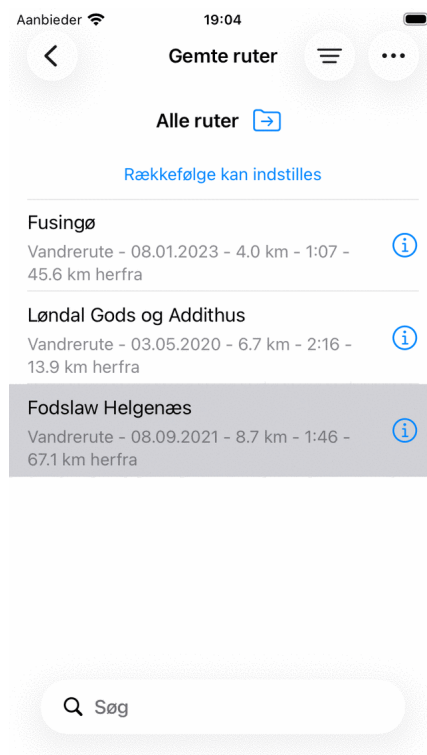 Aanbieder 19:04
Gemte ruter
Alle ruter
Rækkefølge kan indstilles
Fusingø
Vandrerute - 08.01.2023 - 4.0 km - 1:07 -
45.6 km herfra
Løndal Gods og Addithus
Vandrerute - 03.05.2020 - 6.7 km - 2:16 -
13.9 km herfra
Fodslaw Helgenæs
Vandrerute - 08.09.2021 - 8.7 km - 1:46 -
67.1 km herfra
Søg